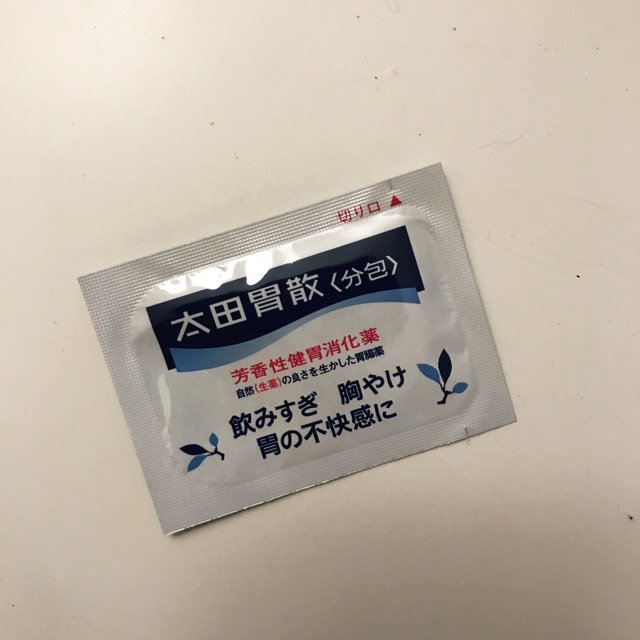 切り口 ▲
太田胃散〈分包〉
芳香性健胃消化薬
自然(生薬)の良さを生かした胃腸薬
飲みすぎ 胸やけ
胃の不快感に